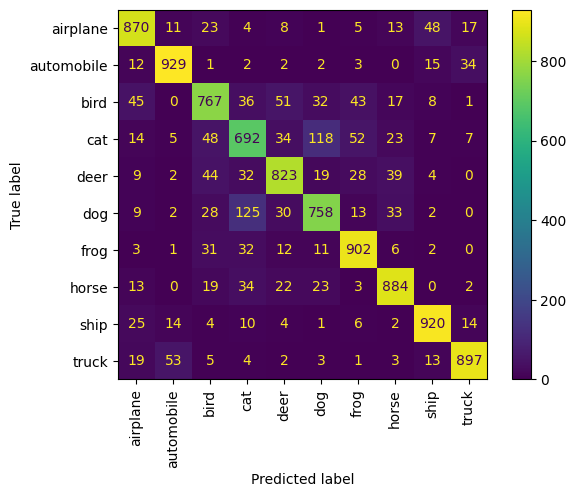 airplane 870 11 23 4 8 1 5 13 48 17
automobile 12 929 1 2 2 2 3 0 15 34
bird 45 0 767 36 51 32 43 17 8 1
cat 14 5 48 692 34 118 52 23 7 7
deer 9 2 44 32 823 19 28 39 4 0
dog 9 2 28 125 30 758 13 33 2 0
frog 3 1 31 32 12 11 902 6 2 0
horse 13 0 19 34 22 23 3 884 0 2
ship 25 14 4 10 4 1 6 2 920 14
truck 19 53 5 4 2 3 1 3 13 897
True label
airplane automobile bird cat deer dog frog horse ship truck
Predicted label
800
600
400
200
0